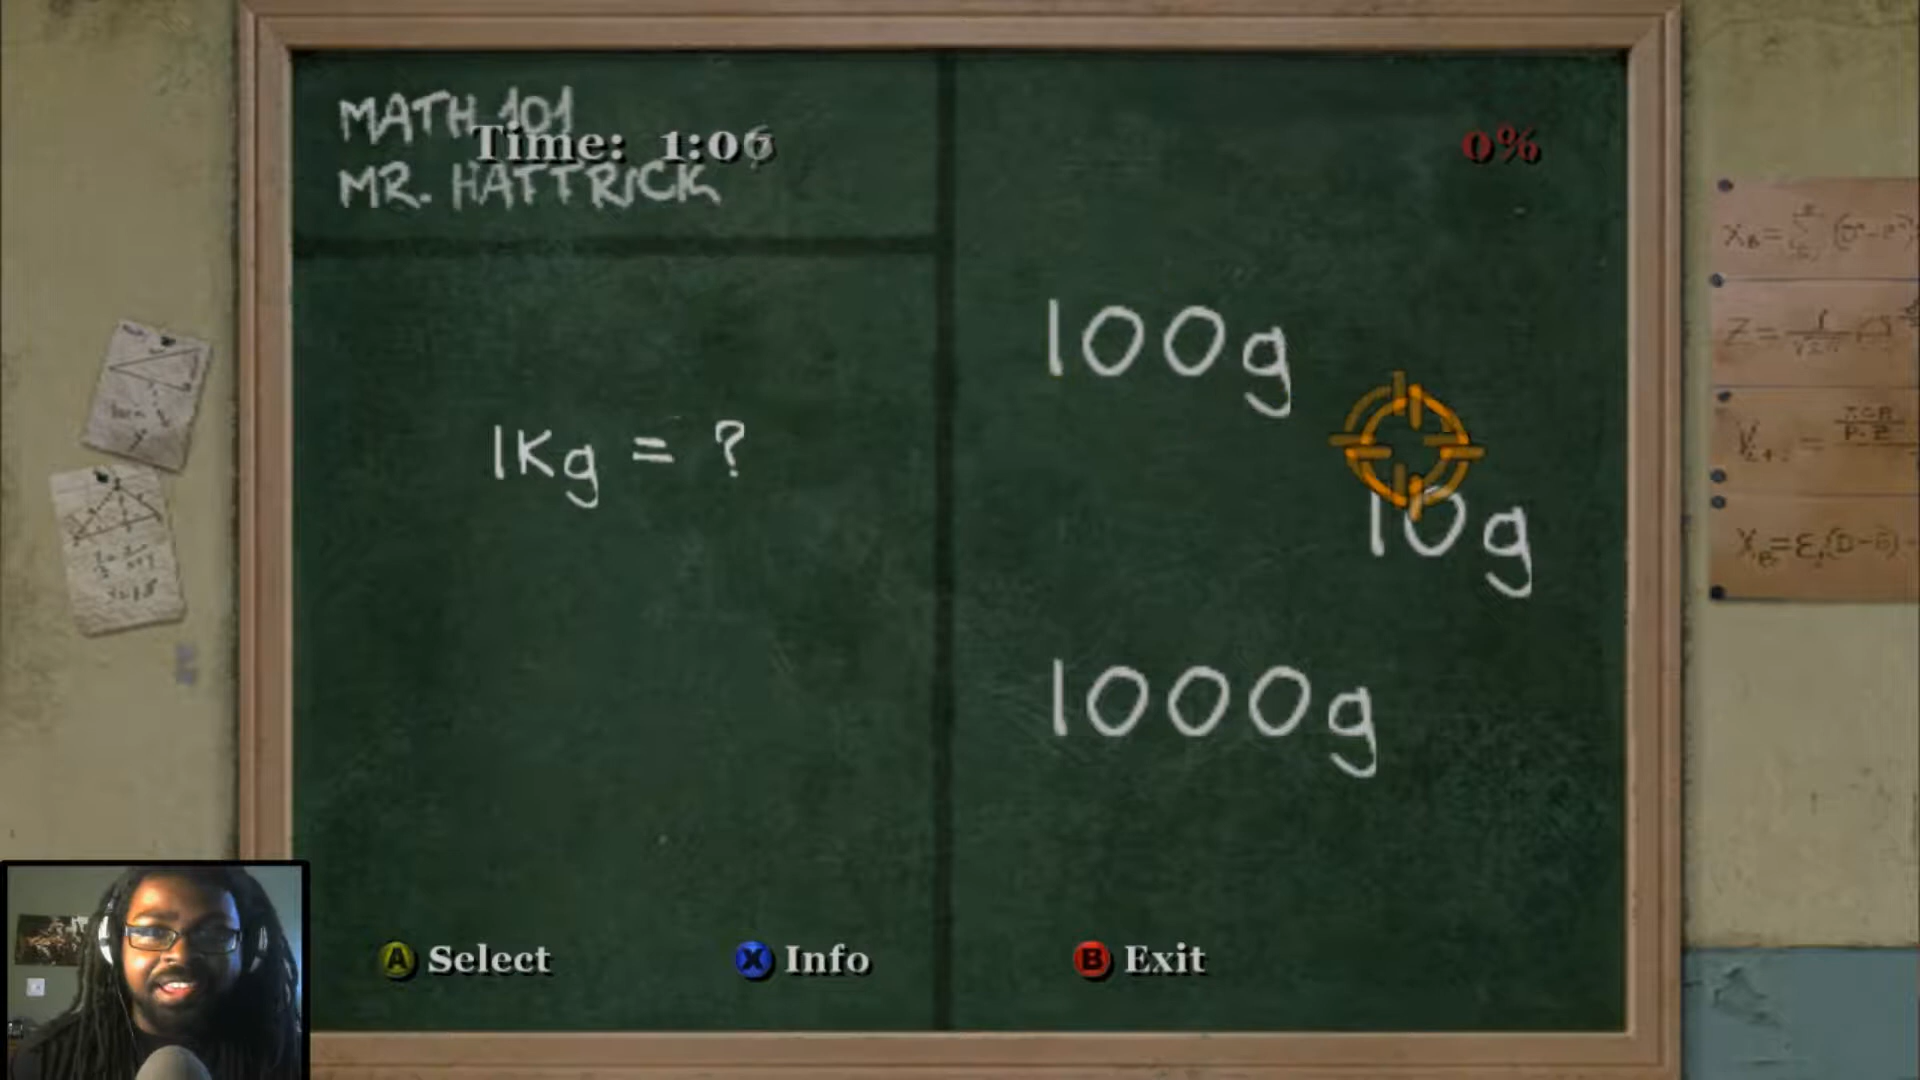 MATH 101
Time: 1:06
0%
MR. HATTRICK
100g
1Kg = ?
10g
1000g
A Select
X Info
B Exit